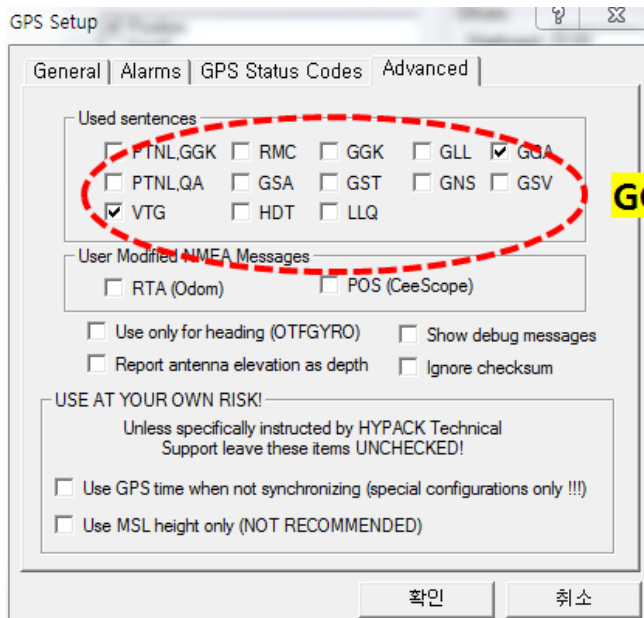 GPS Setup
General Alarms GPS Status Codes Advanced
Used sentences
PTNL,GGK RMC GGK GLL GGA
PTNL,QA GSA GST GNS GSV
VTG HDT LLQ
User Modified NMEA Messages
RTA (Odom) POS (CeeScope)
Use only for heading (OTFGYRO) Show debug messages
Report antenna elevation as depth Ignore checksum
USE AT YOUR OWN RISK!
Unless specifically instructed by HYPACK Technical
Support leave these items UNCHECKED!
Use GPS time when not synchronizing (special configurations only !!!)
Use MSL height only (NOT RECOMMENDED)
확인 취소